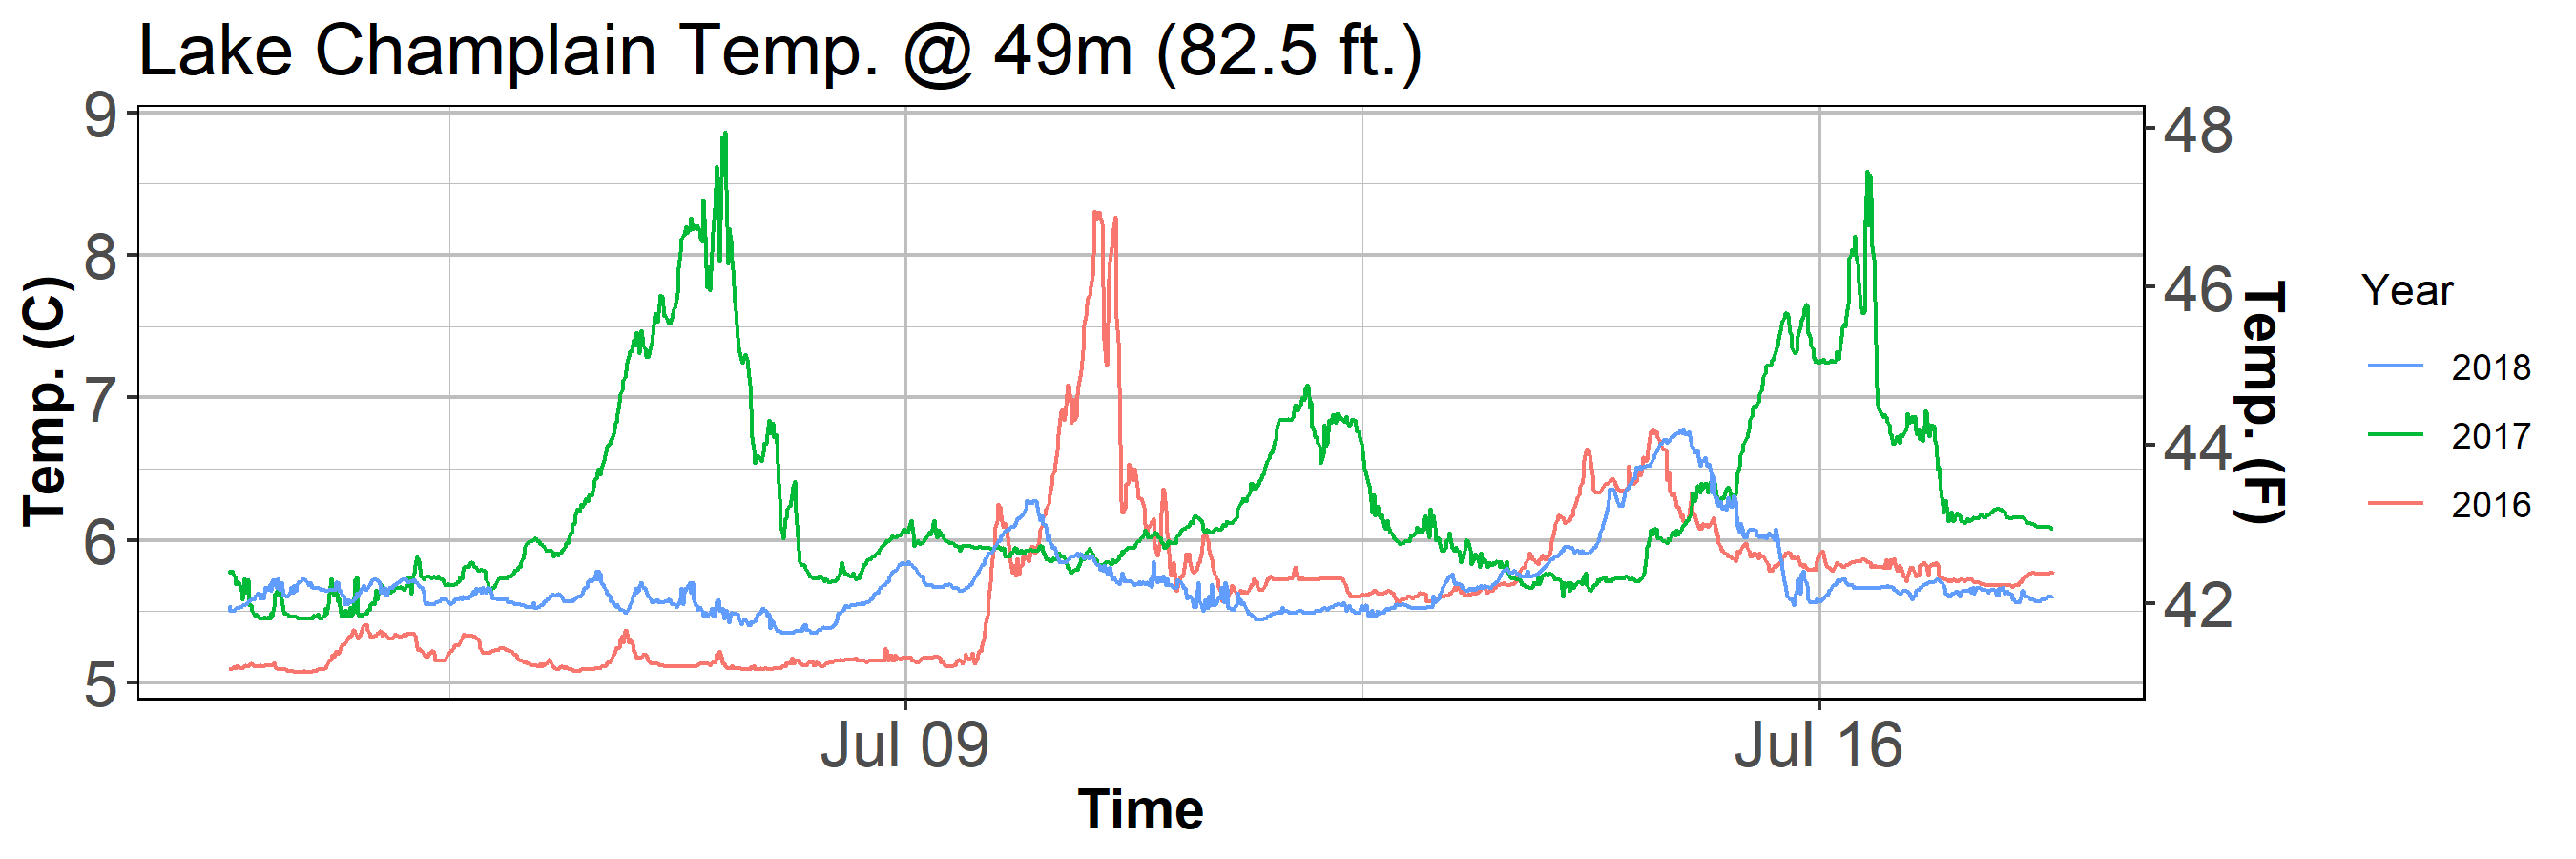 Lake Champlain Temp. @ 49m (82.5 ft.)
9
8
7
6
5
Temp. (C)
48
46
44
42
Temp. (F)
Jul 09
Jul 16
Time
Year
2018
2017
2016